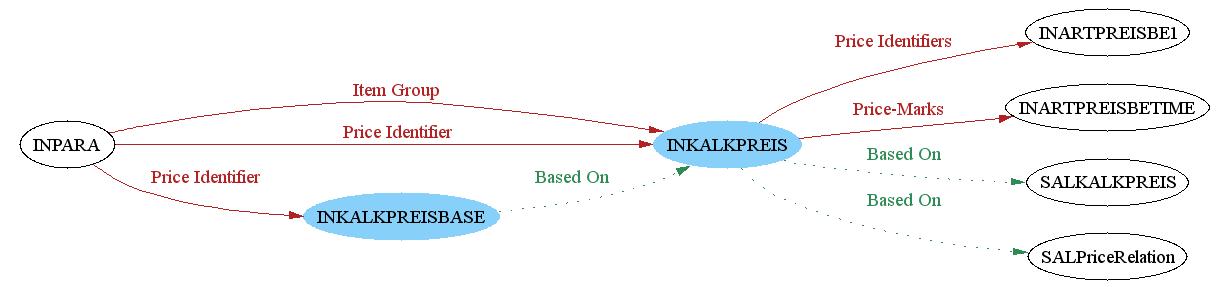 INARTPREISBE1
Price Identifiers
Item Group
Price-Marks
INARTPREISBETIME
INPARA
Price Identifier
INKALKPREIS
Based On
Price Identifier
Based On
SALKALKPREIS
Based On
INKALKPREISBASE
SALPriceRelation